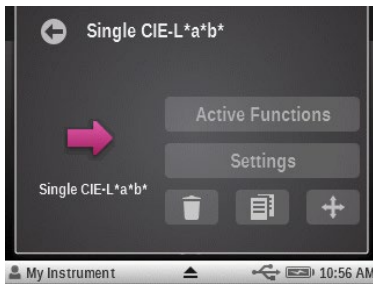 Single CIE-L*a*b*
Active Functions
Settings
Single CIE-L*a*b*
My Instrument
10:56 AM